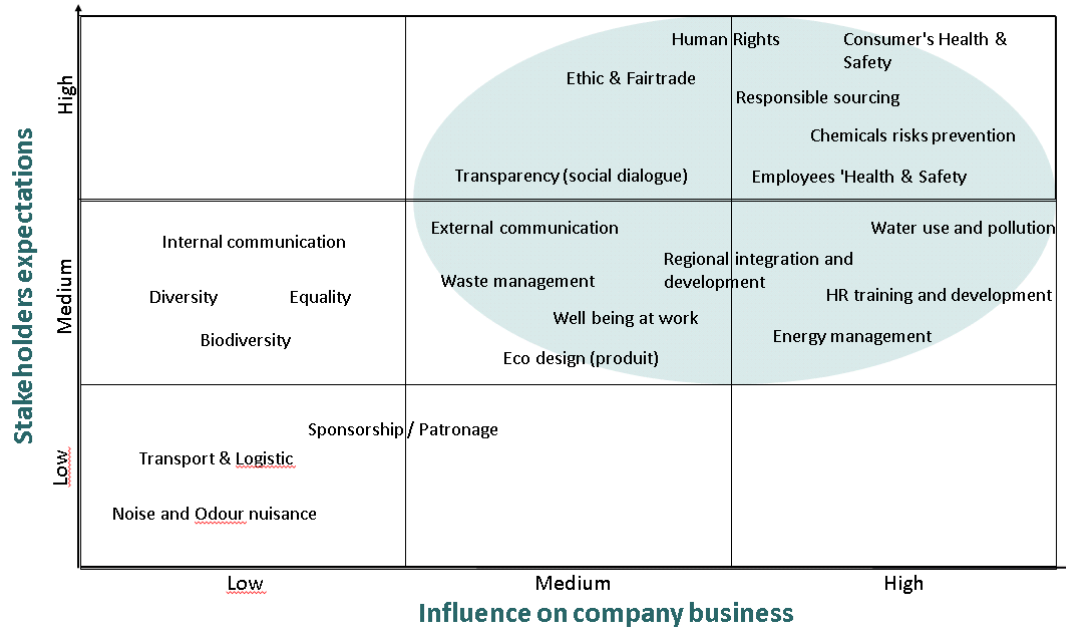 Stakeholders expectations
High
Medium
Low
Human Rights
Consumer's Health &
Safety
Ethic & Fairtrade
Responsible sourcing
Chemicals risks prevention
Transparency (social dialogue)
Employees 'Health & Safety
External communication
Water use and pollution
Internal communication
Regional integration and
development
Waste management
Diversity
Equality
HR training and development
Well being at work
Biodiversity
Energy management
Eco design (produit)
Sponsorship / Patronage
Transport & Logistic
Noise and Odour nuisance
Low
Medium
High
Influence on company business